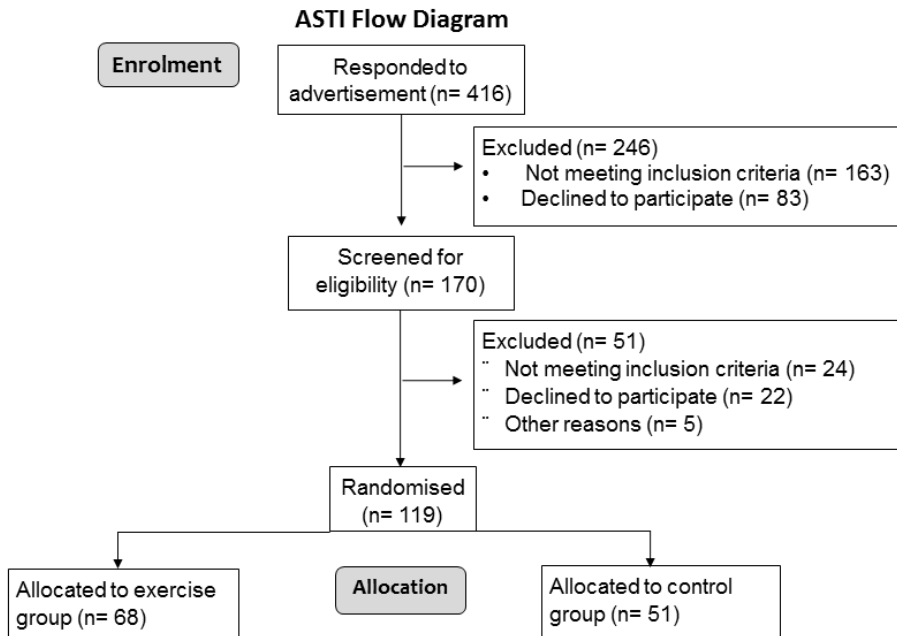 ASTI Flow Diagram
Enrolment
Responded to
advertisement (n= 416)
Excluded (n= 246)
• Not meeting inclusion criteria (n= 163)
• Declined to participate (n= 83)
Screened for
eligibility (n= 170)
Excluded (n= 51)
¨ Not meeting inclusion criteria (n= 24)
¨ Declined to participate (n= 22)
¨ Other reasons (n= 5)
Randomised
(n= 119)
Allocated to exercise
group (n= 68)
Allocation
Allocated to control
group (n= 51)